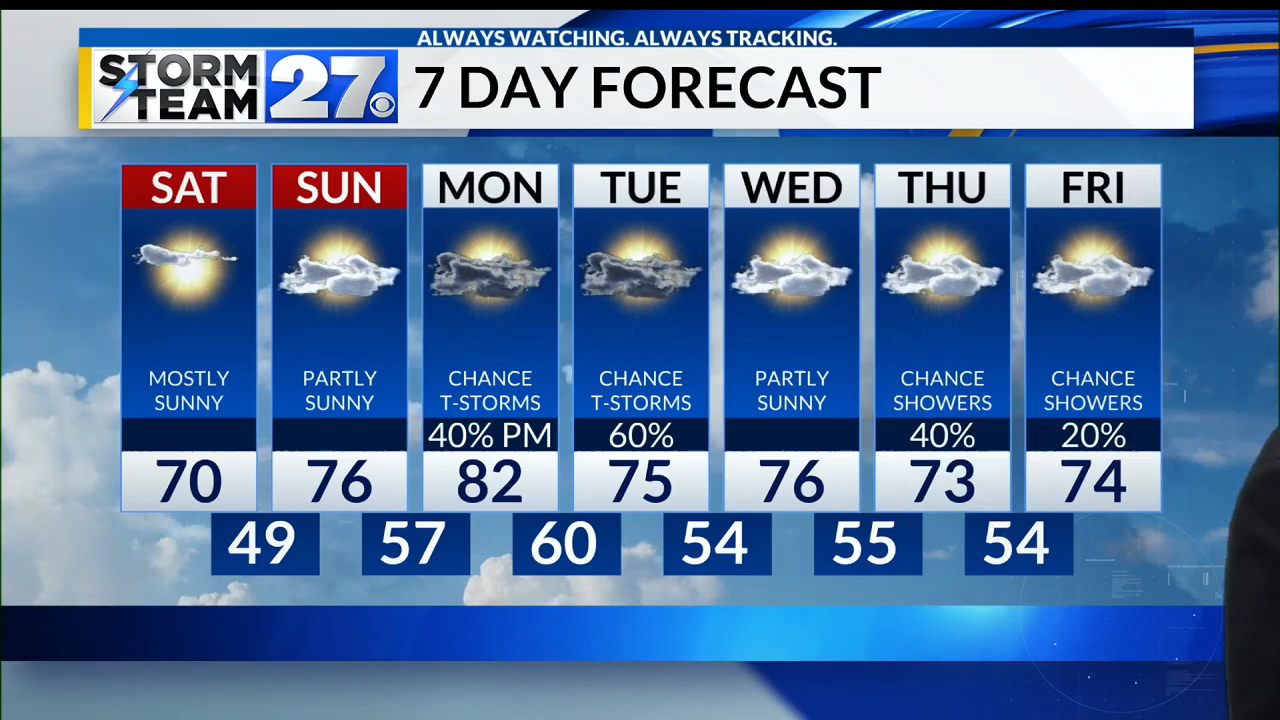 ALWAYS WATCHING. ALWAYS TRACKING.
STORM TEAM 27
7 DAY FORECAST
SAT SUN MON TUE WED THU FRI
MOSTLY PARTLY CHANCE CHANCE PARTLY CHANCE CHANCE
SUNNY SUNNY T-STORMS T-STORMS SUNNY SHOWERS SHOWERS
40% PM 60% 40% 20%
70 76 82 75 76 73 74
49 57 60 54 55 54